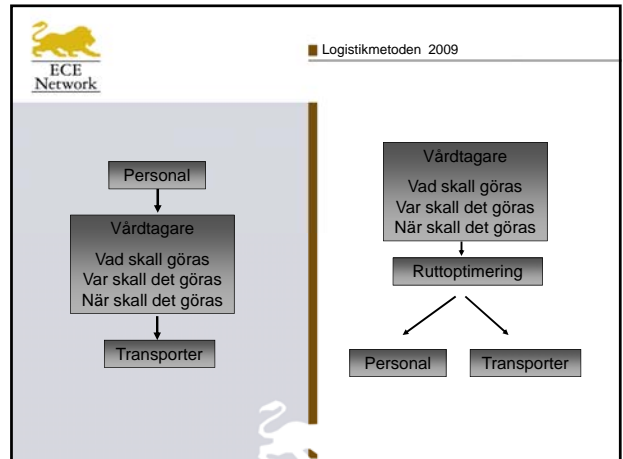 ECE
Network
Logistikmetoden 2009
Personal
Vårdtagare
Vad skall göras
Var skall det göras
När skall det göras
Transporter
Vårdtagare
Vad skall göras
Var skall det göras
När skall det göras
Ruttoptimering
Personal
Transporter